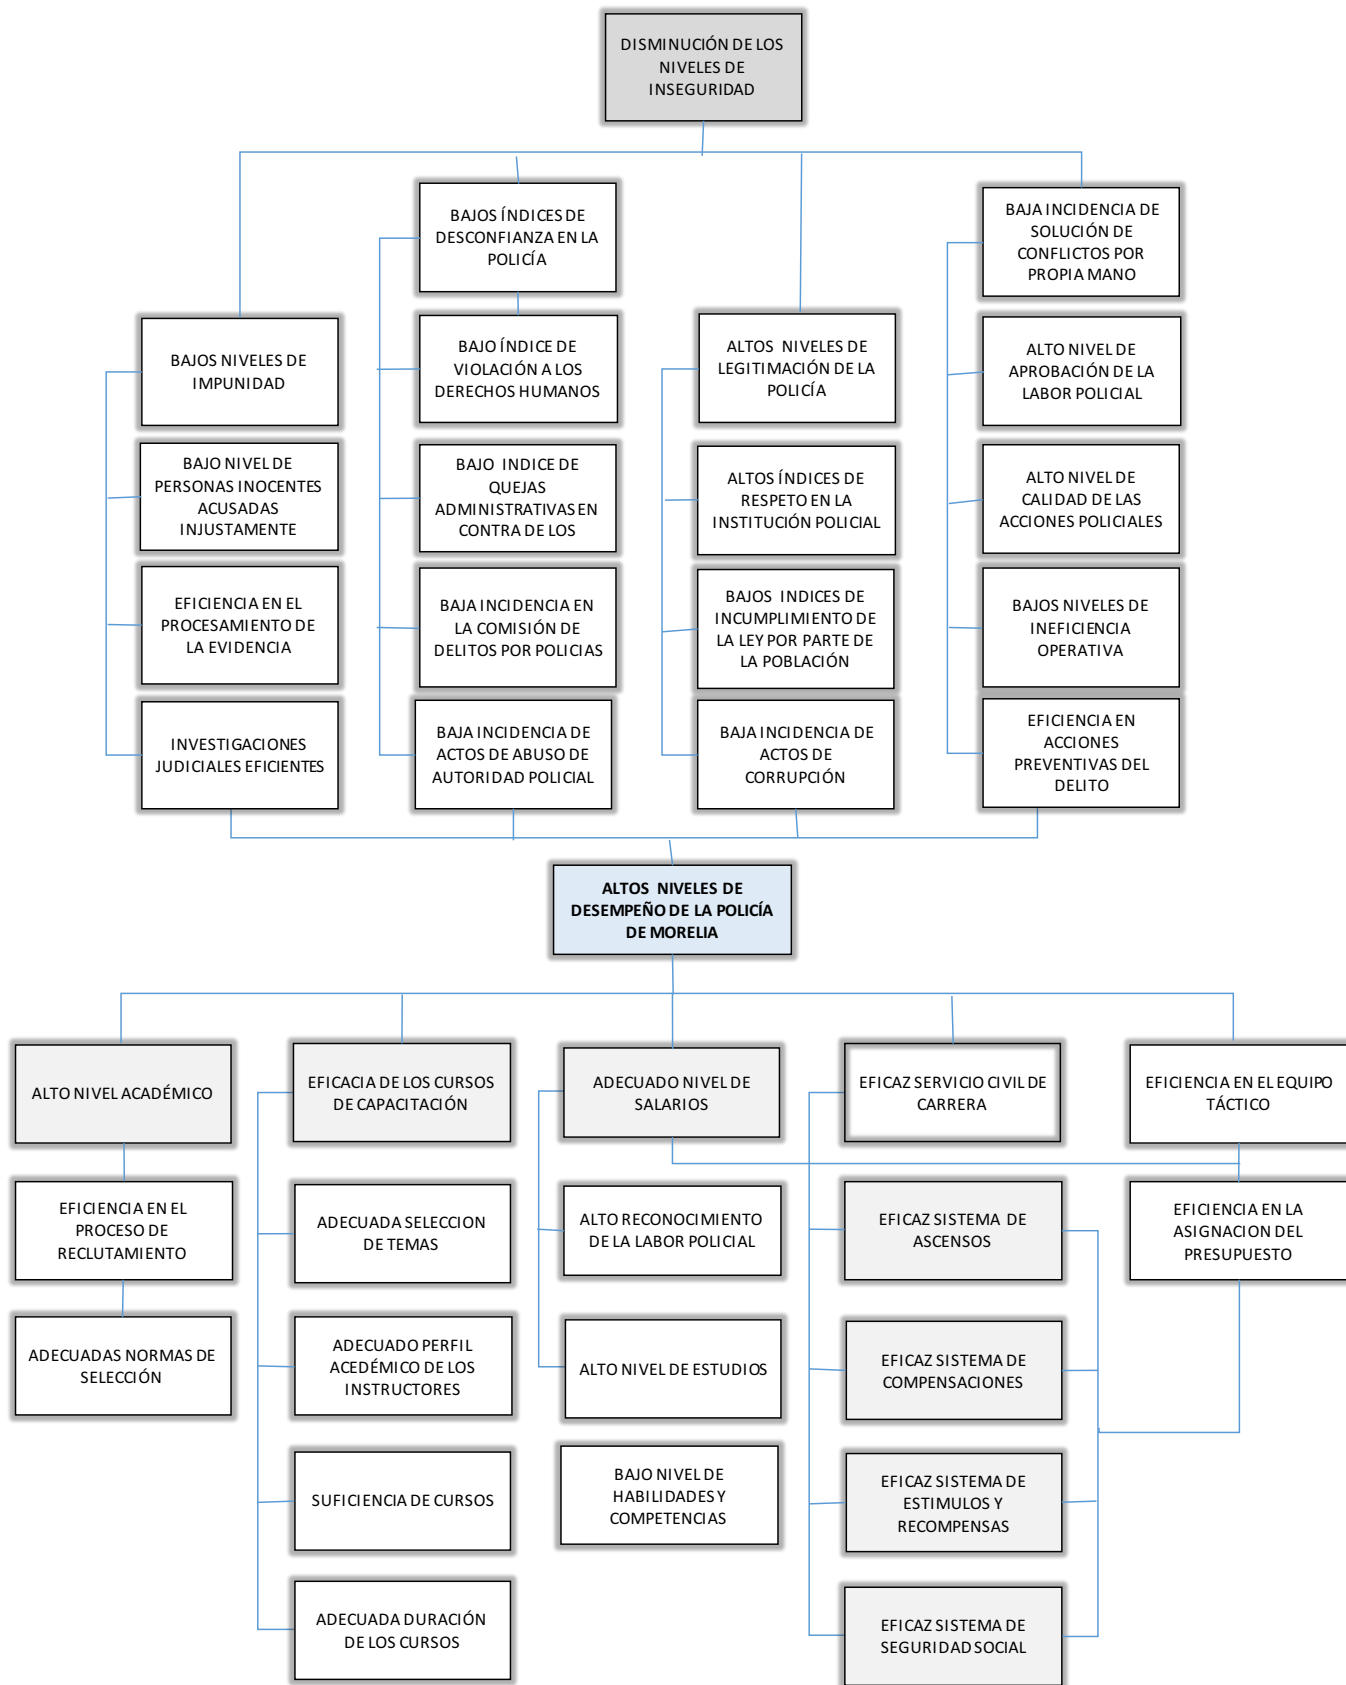 DISMINUCIÓN DE LOS
NIVELES DE
INSEGURIDAD
BAJOS NIVELES DE
IMPUNIDAD
BAJO NIVEL DE
PERSONAS INOCENTES
ACUSADAS
INJUSTAMENTE
EFICIENCIA EN EL
PROCESAMIENTO DE
LA EVIDENCIA
INVESTIGACIONES
JUDICIALES EFICIENTES
BAJOS ÍNDICES DE
DESCONFIANZA EN LA
POLICÍA
BAJO ÍNDICE DE
VIOLACIÓN A LOS
DERECHOS HUMANOS
BAJO INDICE DE
QUEJAS
ADMINISTRATIVAS EN
CONTRA DE LOS
BAJA INCIDENCIA EN
LA COMISIÓN DE
DELITOS POR POLICIAS
BAJA INCIDENCIA DE
ACTOS DE ABUSO DE
AUTORIDAD POLICIAL
ALTOS NIVELES DE
LEGITIMACIÓN DE LA
POLICÍA
ALTOS ÍNDICES DE
RESPETO EN LA
INSTITUCIÓN POLICIAL
BAJOS INDICES DE
INCUMPLIMIENTO DE
LA LEY POR PARTE DE
LA POBLACIÓN
BAJA INCIDENCIA DE
ACTOS DE
CORRUPCIÓN
BAJA INCIDENCIA DE
SOLUCIÓN DE
CONFLICTOS POR
PROPIA MANO
ALTO NIVEL DE
APROBACIÓN DE LA
LABOR POLICIAL
ALTO NIVEL DE
CALIDAD DE LAS
ACCIONES POLICIALES
BAJOS NIVELES DE
INEFICIENCIA
OPERATIVA
EFICIENCIA EN
ACCIONES
PREVENTIVAS DEL
DELITO
ALTOS NIVELES DE
DESEMPEÑO DE LA POLICÍA
DE MORELIA
ALTO NIVEL ACADÉMICO
EFICIENCIA EN EL
PROCESO DE
RECLUTAMIENTO
ADECUADAS NORMAS DE
SELECCIÓN
EFICACIA DE LOS CURSOS
DE CAPACITACIÓN
ADECUADA SELECCION
DE TEMAS
ADECUADO PERFIL
ACEDÉMICO DE LOS
INSTRUCTORES
SUFICIENCIA DE CURSOS
ADECUADA DURACIÓN
DE LOS CURSOS
ADECUADO NIVEL DE
SALARIOS
ALTO RECONOCIMIENTO
DE LA LABOR POLICIAL
ALTO NIVEL DE ESTUDIOS
BAJO NIVEL DE
HABILIDADES Y
COMPETENCIAS
EFICAZ SERVICIO CIVIL DE
CARRERA
EFICAZ SISTEMA DE
ASCENSOS
EFICAZ SISTEMA DE
COMPENSACIONES
EFICAZ SISTEMA DE
ESTIMULOS Y
RECOMPENSAS
EFICAZ SISTEMA DE
SEGURIDAD SOCIAL
EFICIENCIA EN EL EQUIPO
TÁCTICO
EFICIENCIA EN LA
ASIGNACION DEL
PRESUPUESTO